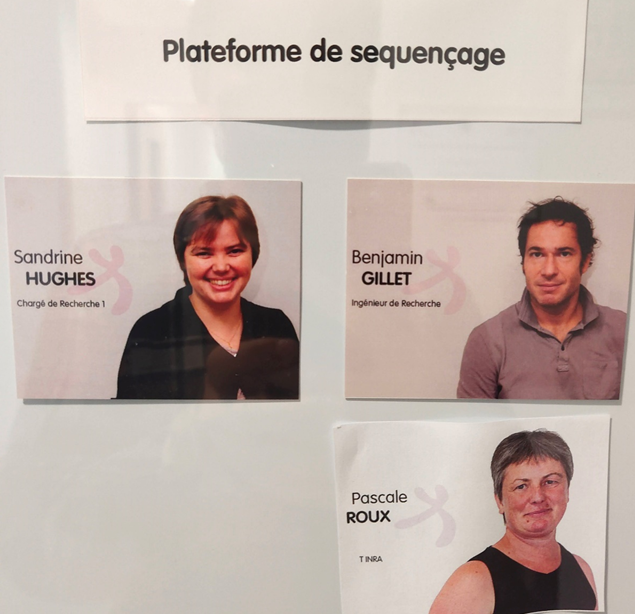 Plateforme de sequençage
Sandrine
HUGHES
Chargé de Recherche 1
Benjamin
GILLET
Ingénieur de Recherche
Pascale
ROUX
T INRA